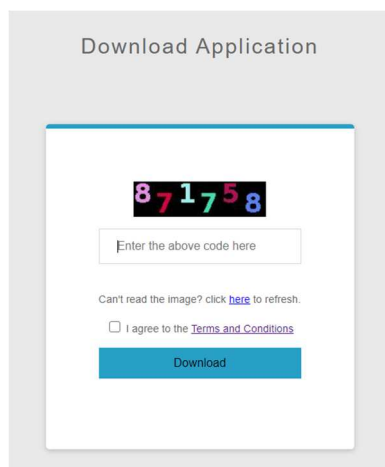 Download Application
871758
Enter the above code here
Can't read the image? click here to refresh.
I agree to the Terms and Conditions
Download